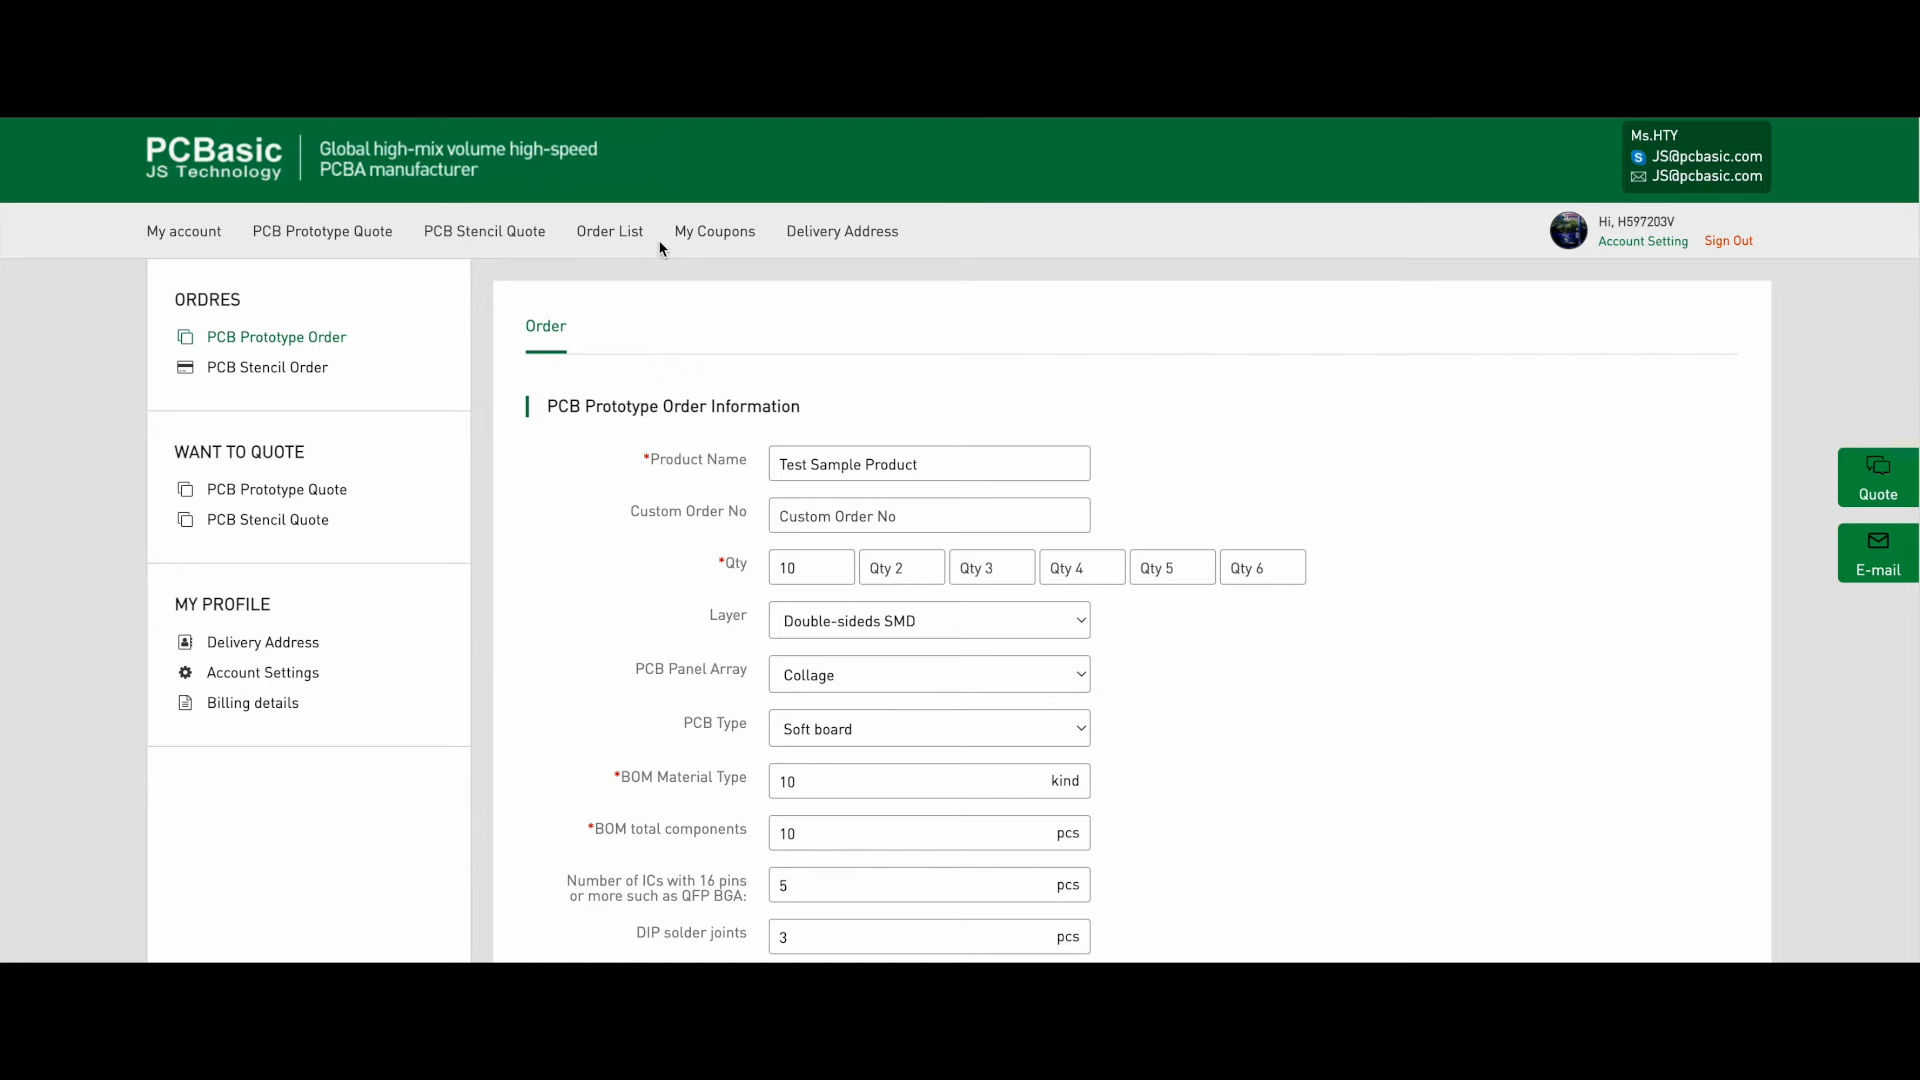 PCBasic
JS Technology
Global high-mix volume high-speed
PCBA manufacturer
Ms.HTY
S JS@pcbasic.com
JS@pcbasic.com
My account PCB Prototype Quote PCB Stencil Quote Order List My Coupons Delivery Address
Hi, H597203V
Account Setting Sign Out
ORDRES
PCB Prototype Order
PCB Stencil Order
WANT TO QUOTE
PCB Prototype Quote
PCB Stencil Quote
MY PROFILE
Delivery Address
Account Settings
Billing details
Order
PCB Prototype Order Information
*Product Name Test Sample Product
Custom Order No Custom Order No
*Qty 10 Qty 2 Qty 3 Qty 4 Qty 5 Qty 6
Layer Double-sideds SMD
PCB Panel Array Collage
PCB Type Soft board
*BOM Material Type 10 kind
*BOM total components 10 pcs
Number of ICs with 16 pins
or more such as QFP BGA: 5 pcs
DIP solder joints 3 pcs
Quote
E-mail